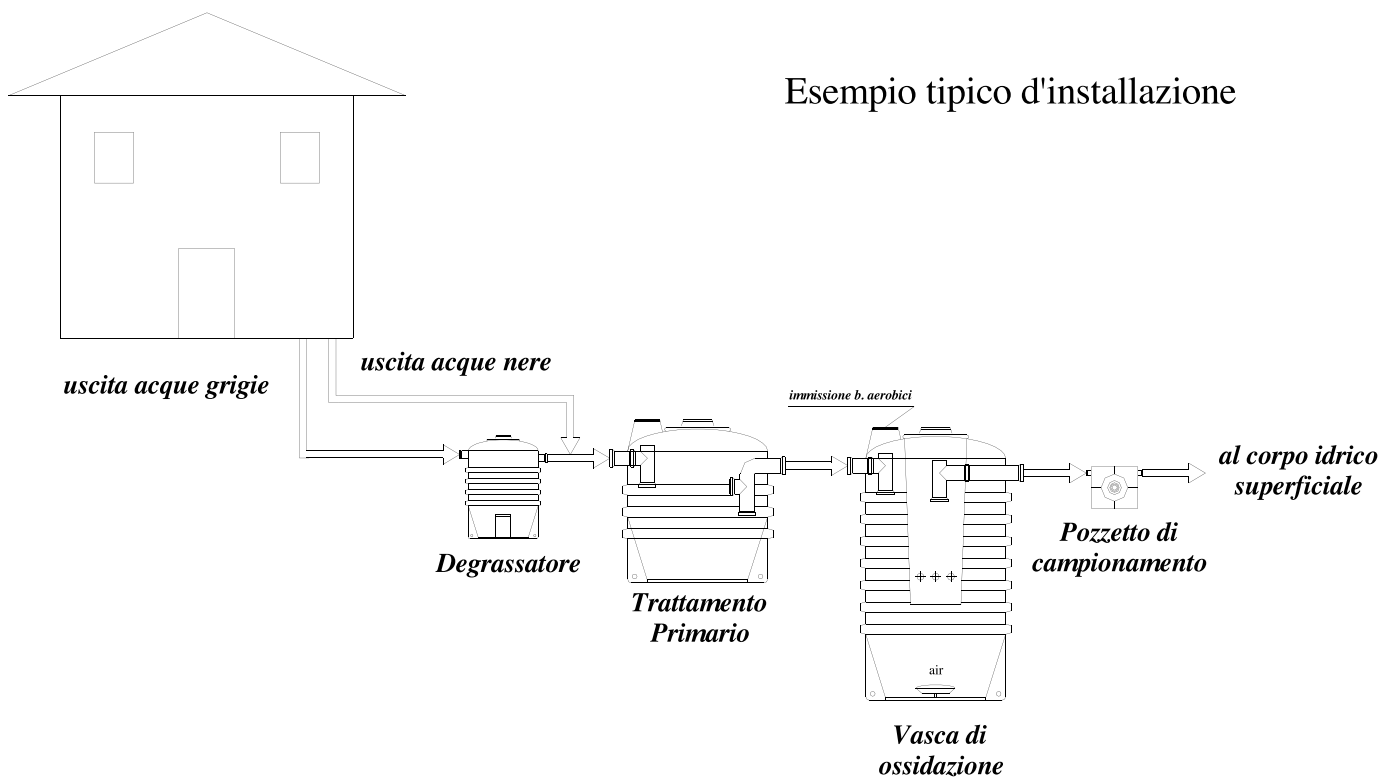 Esempio tipico d'installazione
uscita acque nere
uscita acque grigie
immissione b. aerobici
al corpo idrico
superficiale
Pozzetto di
campionamento
Degrassatore
Trattamento
Primario
air
Vasca di
ossidazione